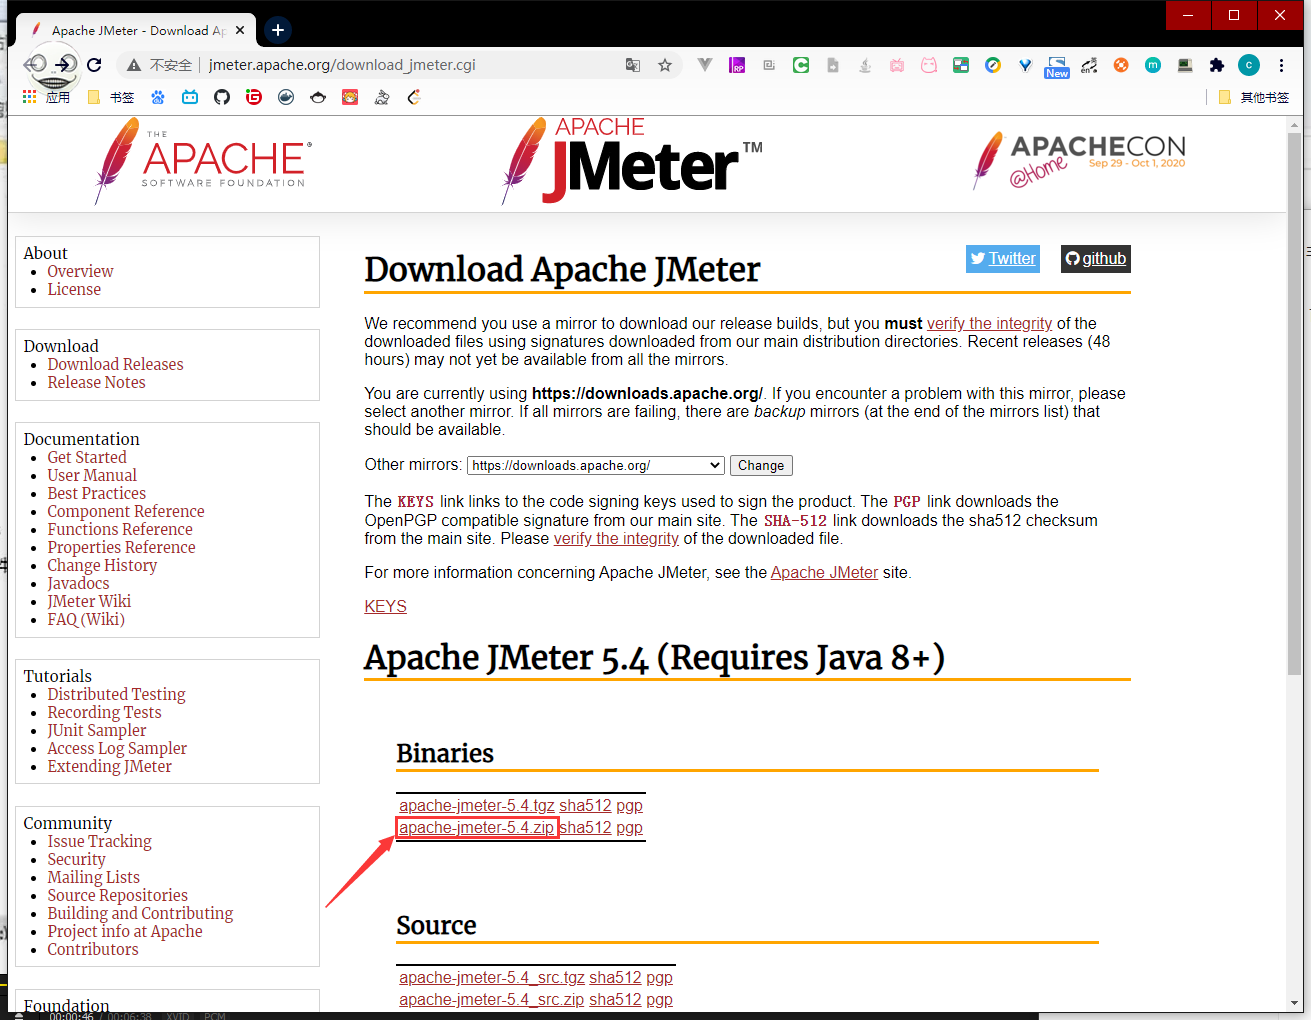 Apache JMeter - Download Ap
不安全 jmeter.apache.org/download_jmeter.cgi
New
应用 书签 其他书签
THE
APACHE
SOFTWARE FOUNDATION
APACHE
JMeter™
APACHECON
@Home Sep 29 - Oct 1, 2020
About
Overview
License
Download
Download Releases
Release Notes
Documentation
Get Started
User Manual
Best Practices
Component Reference
Functions Reference
Properties Reference
Change History
Javadocs
JMeter Wiki
FAQ (Wiki)
Tutorials
Distributed Testing
Recording Tests
JUnit Sampler
Access Log Sampler
Extending JMeter
Community
Issue Tracking
Security
Mailing Lists
Source Repositories
Building and Contributing
Project info at Apache
Contributors
Foundation
Download Apache JMeter
Twitter github
We recommend you use a mirror to download our release builds, but you must verify the integrity of the
downloaded files using signatures downloaded from our main distribution directories. Recent releases (48
hours) may not yet be available from all the mirrors.
You are currently using https://downloads.apache.org/. If you encounter a problem with this mirror, please
select another mirror. If all mirrors are failing, there are backup mirrors (at the end of the mirrors list) that
should be available.
Other mirrors: https://downloads.apache.org/ Change
The KEYS link links to the code signing keys used to sign the product. The PGP link downloads the
OpenPGP compatible signature from our main site. The SHA-512 link downloads the sha512 checksum
from the main site. Please verify the integrity of the downloaded file.
For more information concerning Apache JMeter, see the Apache JMeter site.
KEYS
Apache JMeter 5.4 (Requires Java 8+)
Binaries
apache-jmeter-5.4.tgz sha512 pgp
apache-jmeter-5.4.zip sha512 pgp
Source
apache-jmeter-5.4_src.tgz sha512 pgp
apache-jmeter-5.4_src.zip sha512 pgp
00:00:46 / 00:06:38 XVID PCM